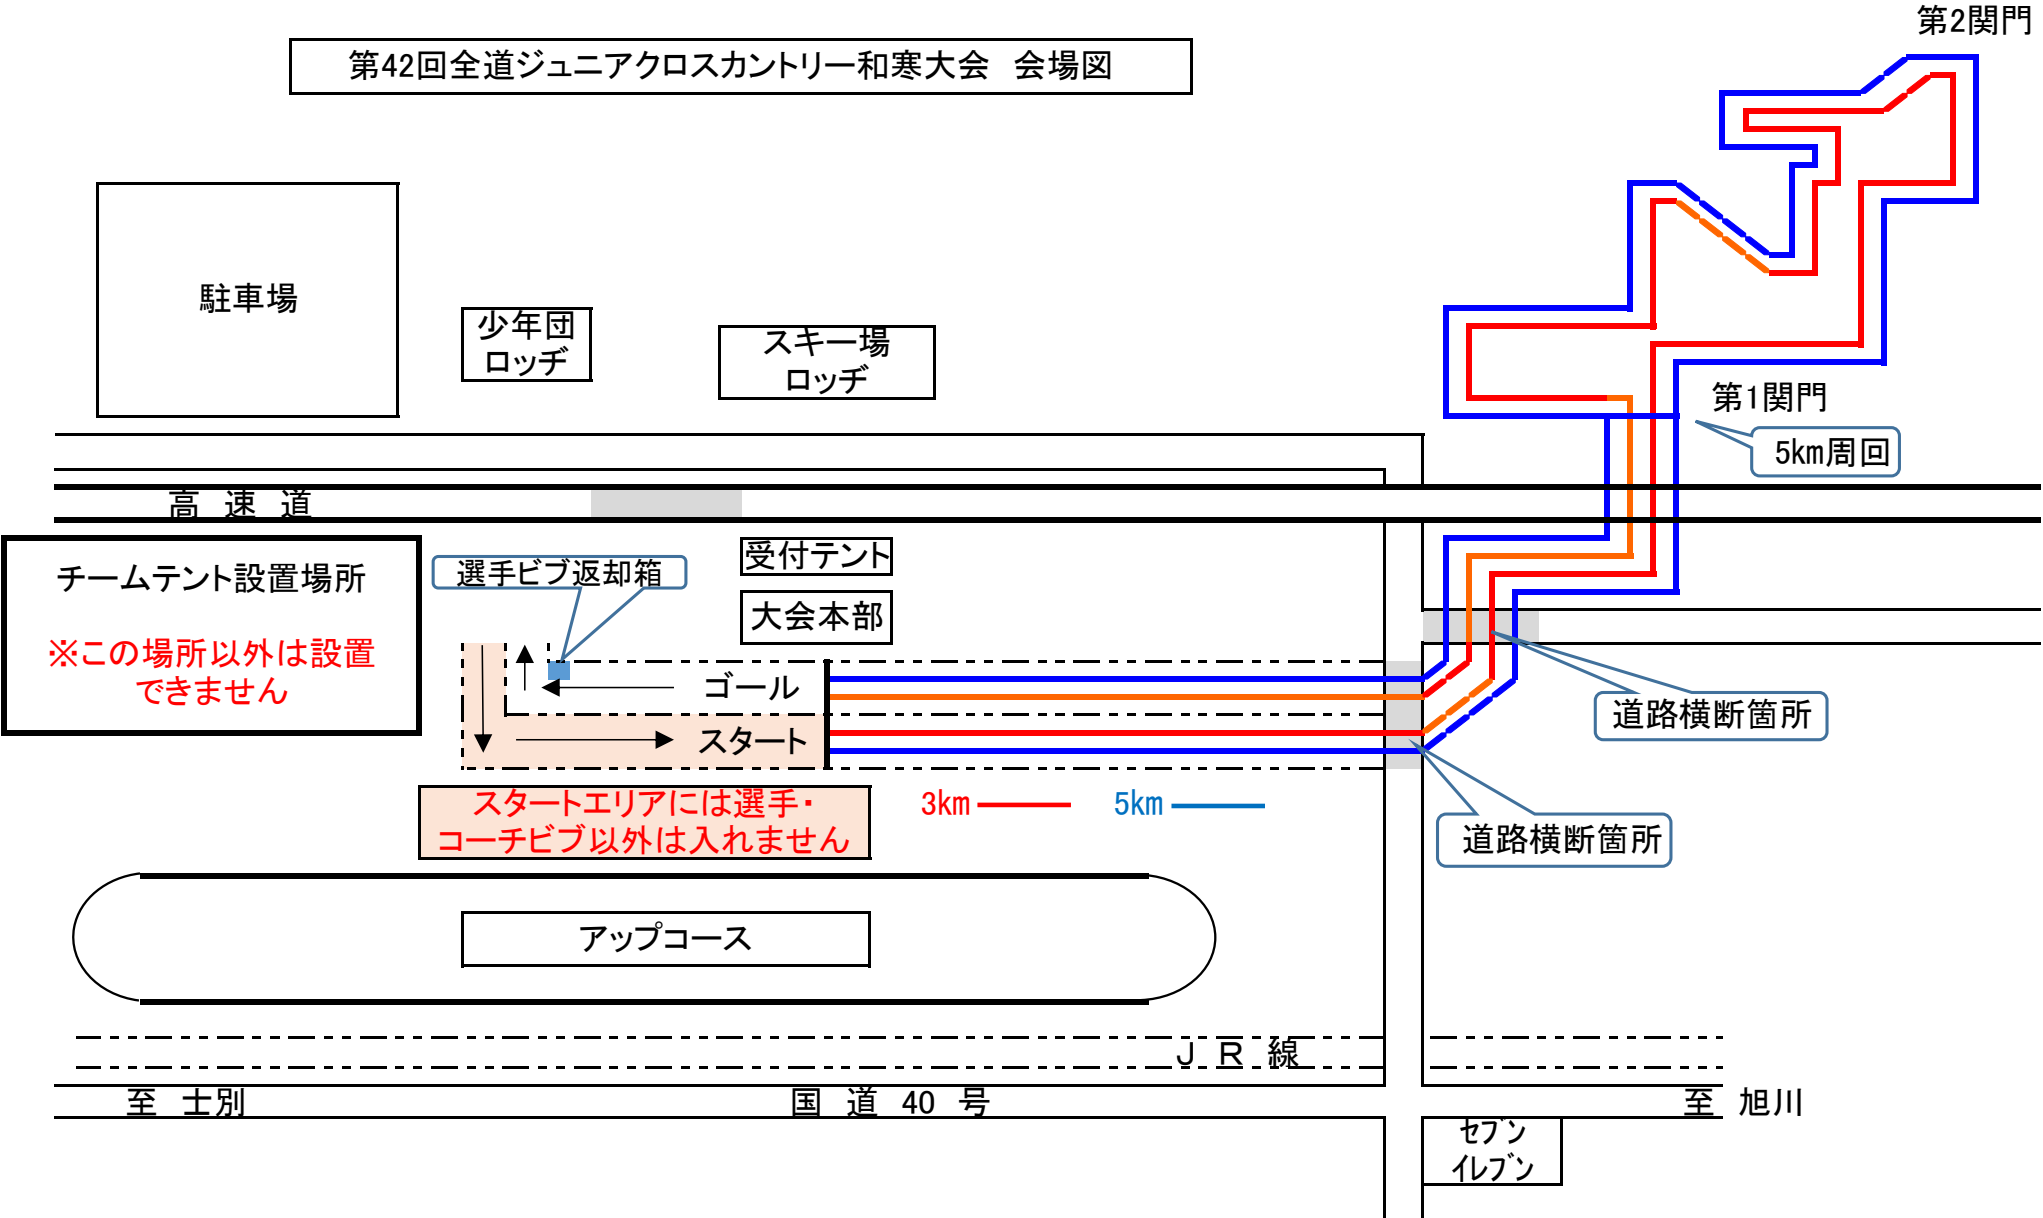 第2関門
第42回全道ジュニアクロスカントリー和寒大会　会場図
駐車場
少年団
ロッヂ
スキー場
ロッヂ
第1関門
5km周回
高　速　道
チームテント設置場所
※この場所以外は設置
できません
選手ビブ返却箱
受付テント
大会本部
ゴール
スタート
道路横断箇所
スタートエリアには選手・
コーチビブ以外は入れません
3km
5km
道路横断箇所
アップコース
ＪＲ線
至　士別
国　道　40　号
至　旭川
ｾﾌﾞﾝ
ｲﾚﾌﾞﾝ